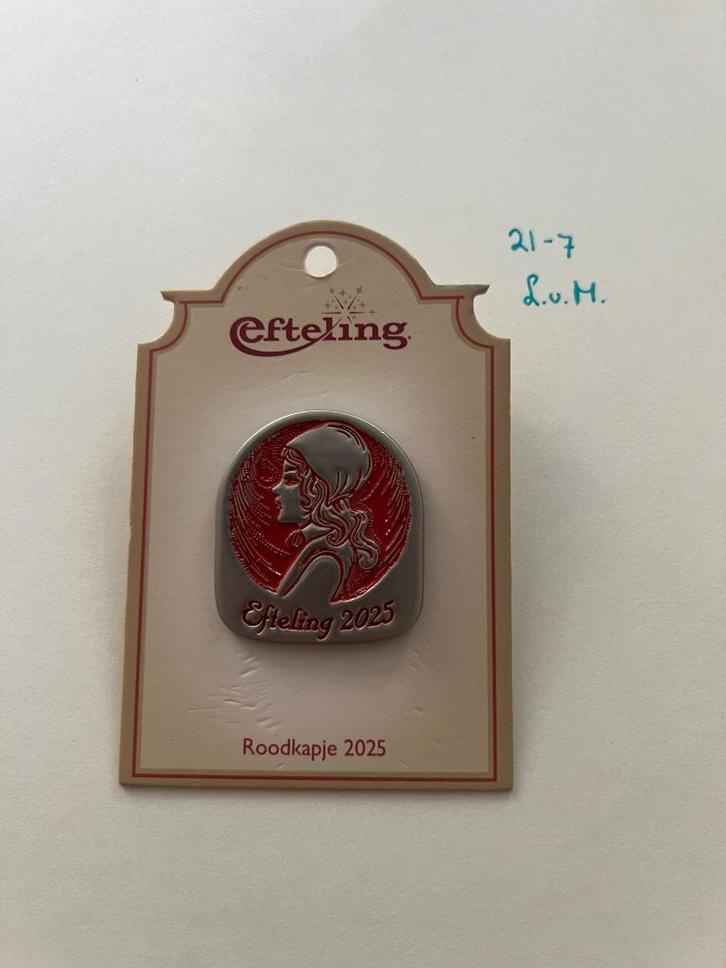 21-7
L.v.M.
efteling
Efteling 2025
Roodkapje 2025